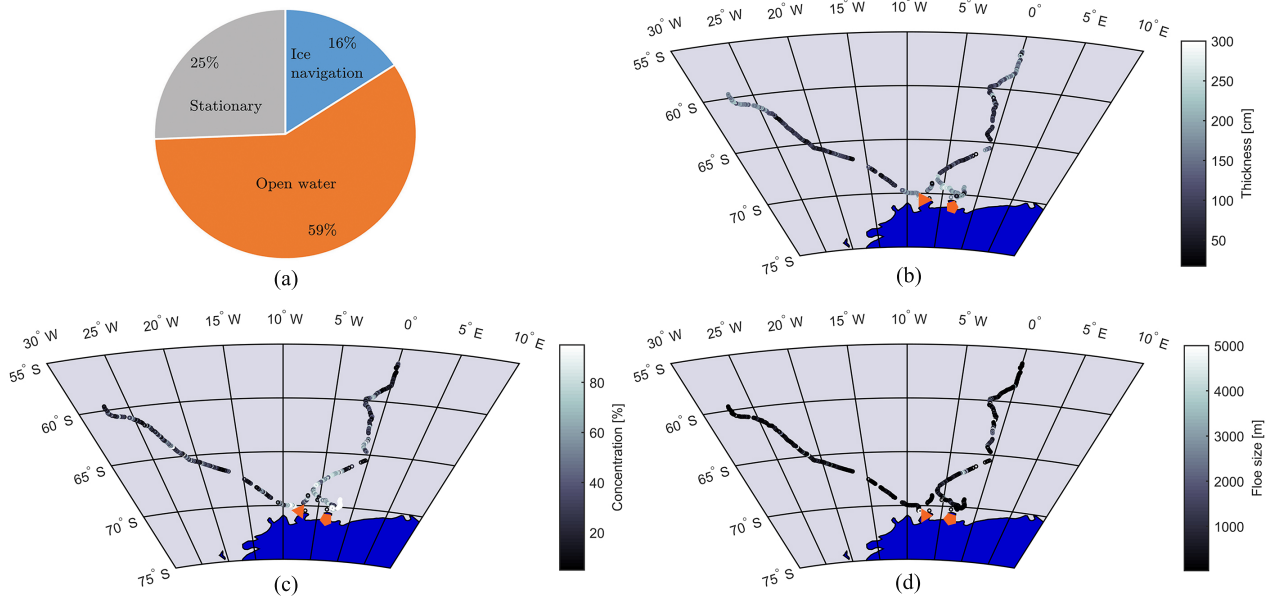 16%
Ice
navigation
25%
Stationary
Open water
59%
(a)
30° W 25° W 20° W 15° W 10° W 5° W 0° 5° E 10° E
55° S
60° S
65° S
70° S
75° S
300
250
200
150
100
50
Thickness [cm]
(b)
30° W 25° W 20° W 15° W 10° W 5° W 0° 5° E 10° E
55° S
60° S
65° S
70° S
75° S
80
60
40
20
Concentration [%]
(c)
30° W 25° W 20° W 15° W 10° W 5° W 0° 5° E 10° E
55° S
60° S
65° S
70° S
75° S
5000
4000
3000
2000
1000
Floe size [m]
(d)